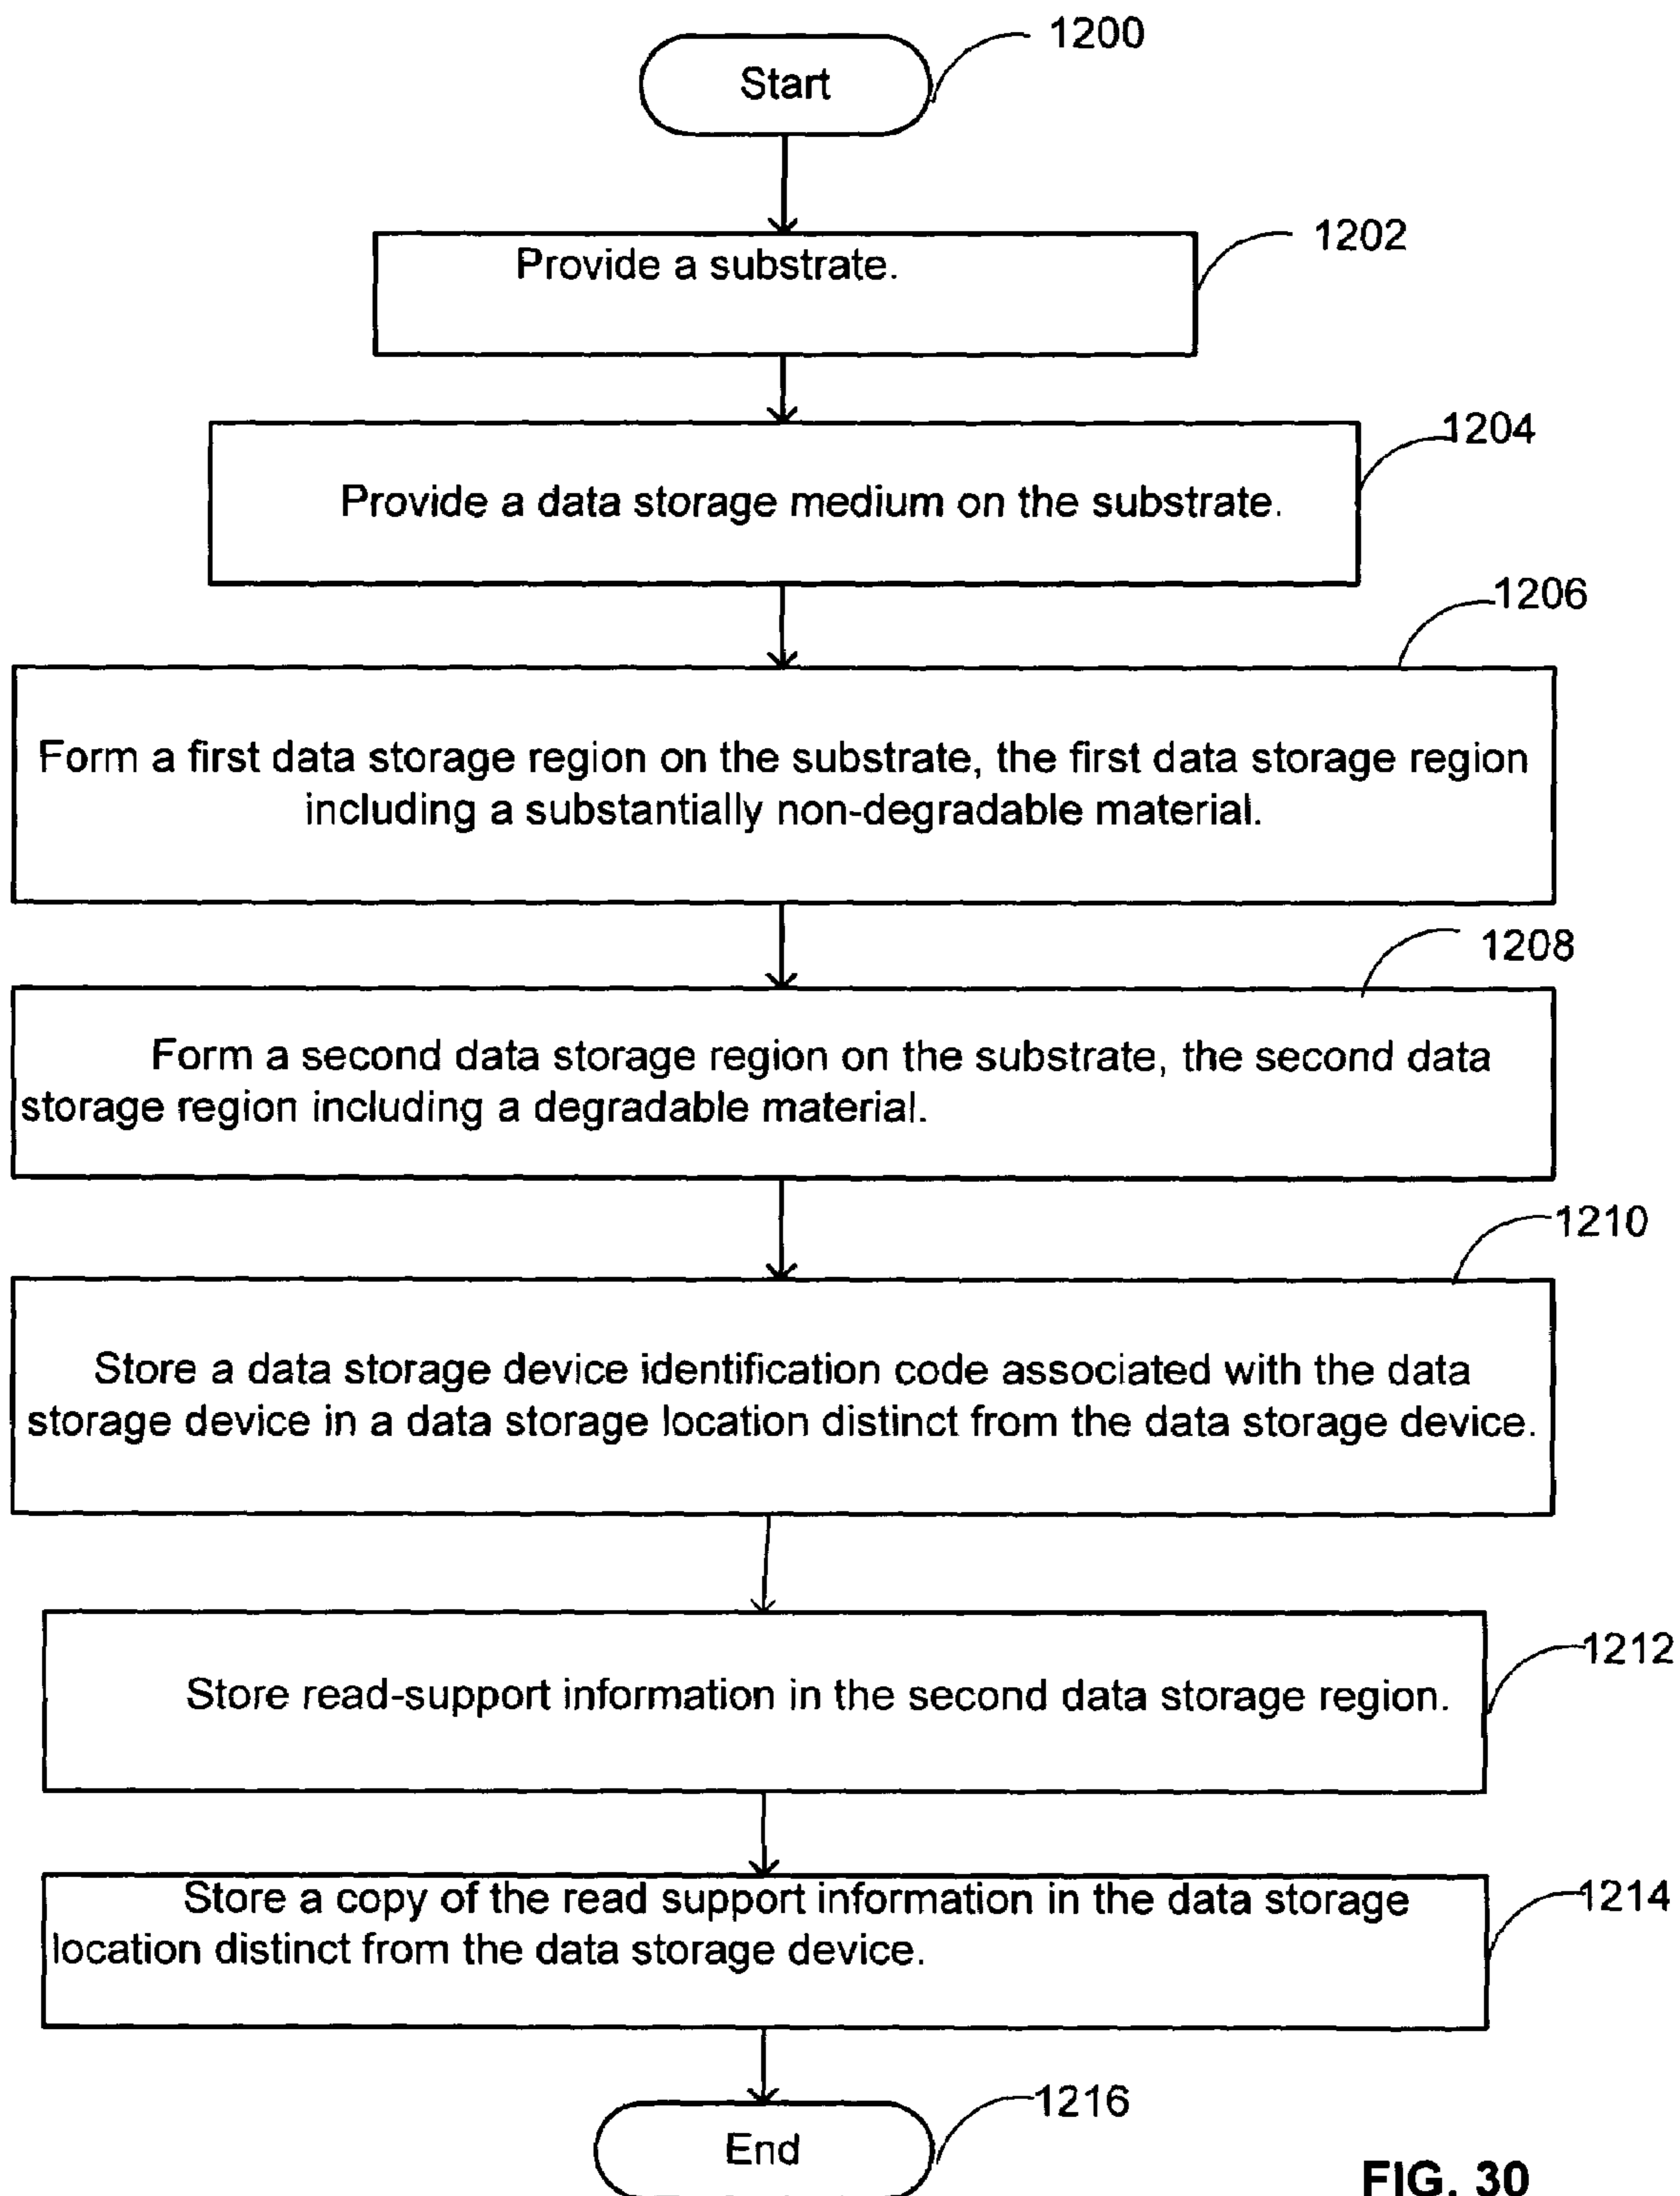 1200
Start
1202
Provide a substrate.
1204
Provide a data storage medium on the substrate.
1206
Form a first data storage region on the substrate, the first data storage region
including a substantially non-degradable material.
1208
Form a second data storage region on the substrate, the second data
storage region including a degradable material.
1210
Store a data storage device identification code associated with the data
storage device in a data storage location distinct from the data storage device.
1212
Store read-support information in the second data storage region.
1214
Store a copy of the read support information in the data storage
location distinct from the data storage device.
1216
End
FIG. 30